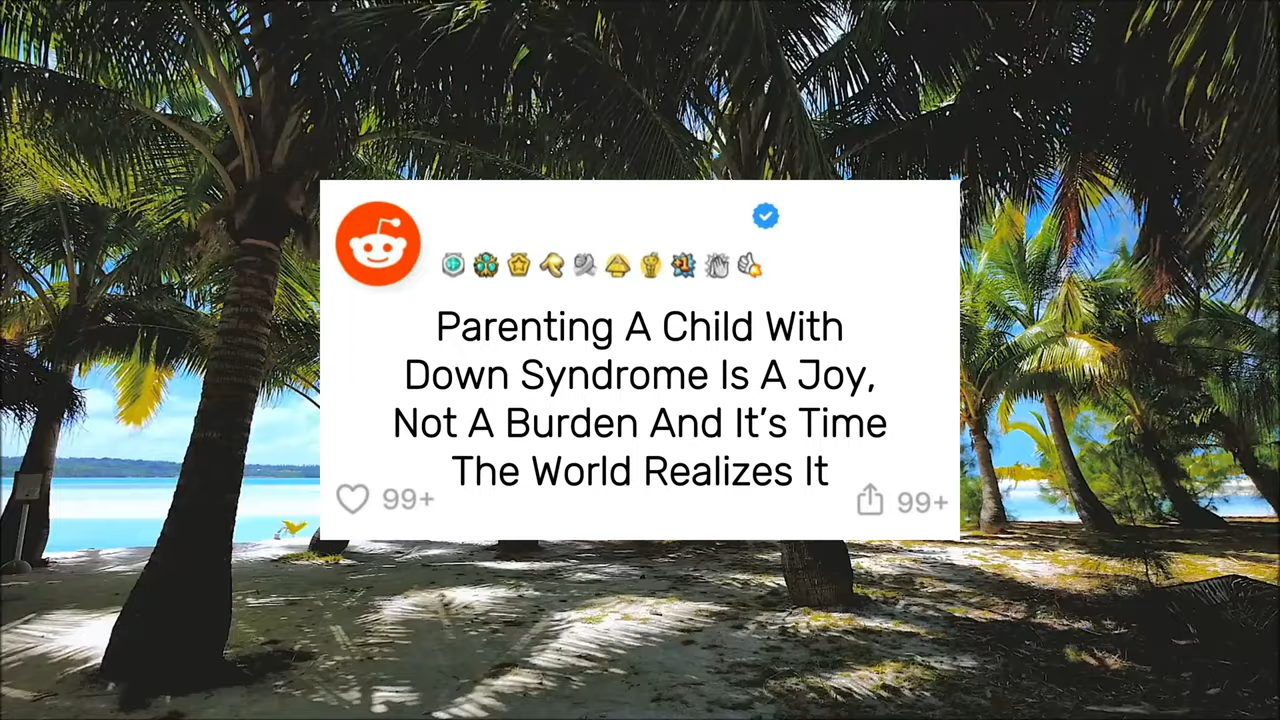 Parenting A Child With
Down Syndrome Is A Joy,
Not A Burden And It’s Time
The World Realizes It
99+
99+